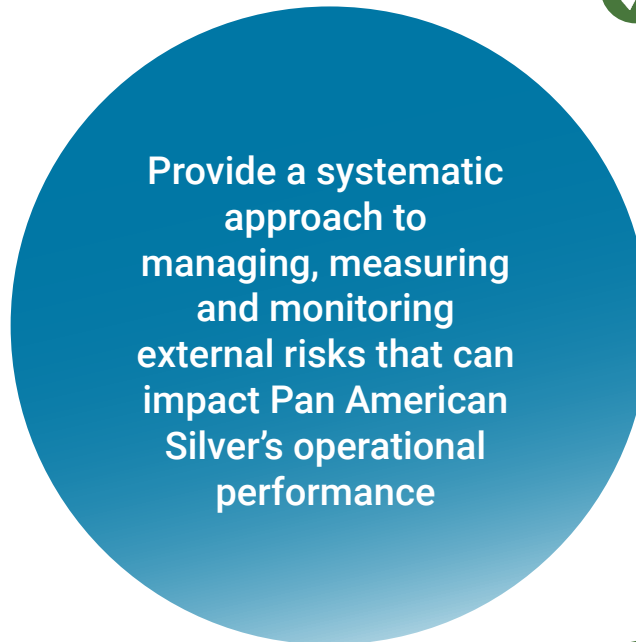 Provide a systematic
approach to
managing, measuring
and monitoring
external risks that can
impact Pan American
Silver’s operational
performance